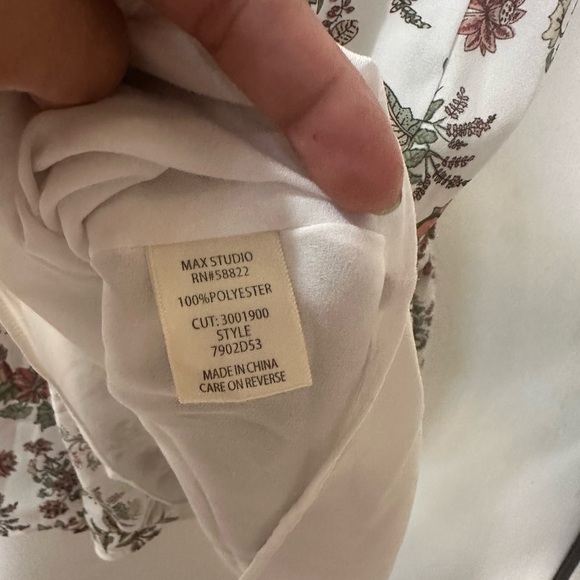 MAX STUDIO
RN#58822
100%POLYESTER
CUT: 3001900
STYLE
7902D53
MADE IN CHINA
CARE ON REVERSE